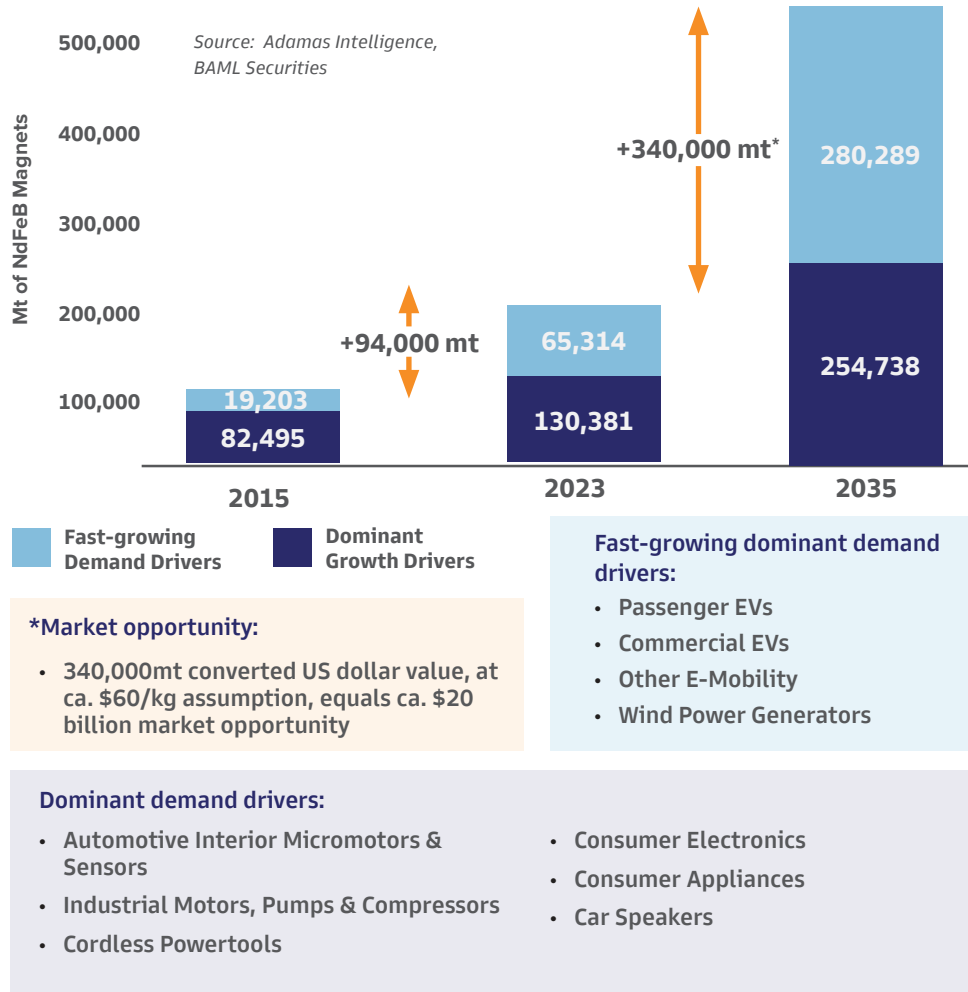 Mt of NdFeB Magnets
500,000
400,000
300,000
200,000
100,000
Source: Adamas Intelligence,
BAML Securities
+94,000 mt
+340,000 mt*
19,203
82,495
65,314
130,381
280,289
254,738
2015
2023
2035
Fast-growing
Demand Drivers
Dominant
Growth Drivers
*Market opportunity:
• 340,000mt converted US dollar value, at
ca. $60/kg assumption, equals ca. $20
billion market opportunity
Fast-growing dominant demand
drivers:
• Passenger EVs
• Commercial EVs
• Other E-Mobility
• Wind Power Generators
Dominant demand drivers:
• Automotive Interior Micromotors &
Sensors
• Industrial Motors, Pumps & Compressors
• Cordless Powertools
• Consumer Electronics
• Consumer Appliances
• Car Speakers